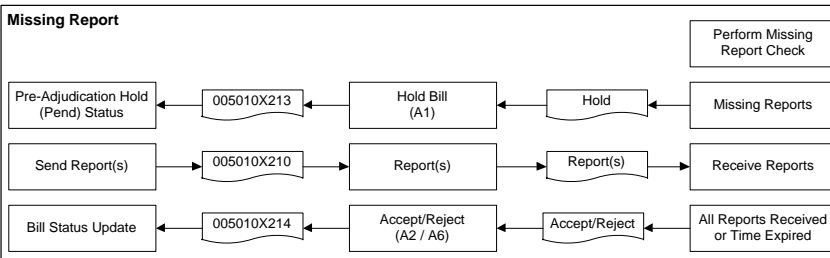 Missing Report
Perform Missing
Report Check
Pre-Adjudication Hold
(Pend) Status
005010X213
Hold Bill
(A1)
Hold
Missing Reports
Send Report(s)
005010X210
Report(s)
Report(s)
Receive Reports
Bill Status Update
005010X214
Accept/Reject
(A2 / A6)
Accept/Reject
All Reports Received
or Time Expired